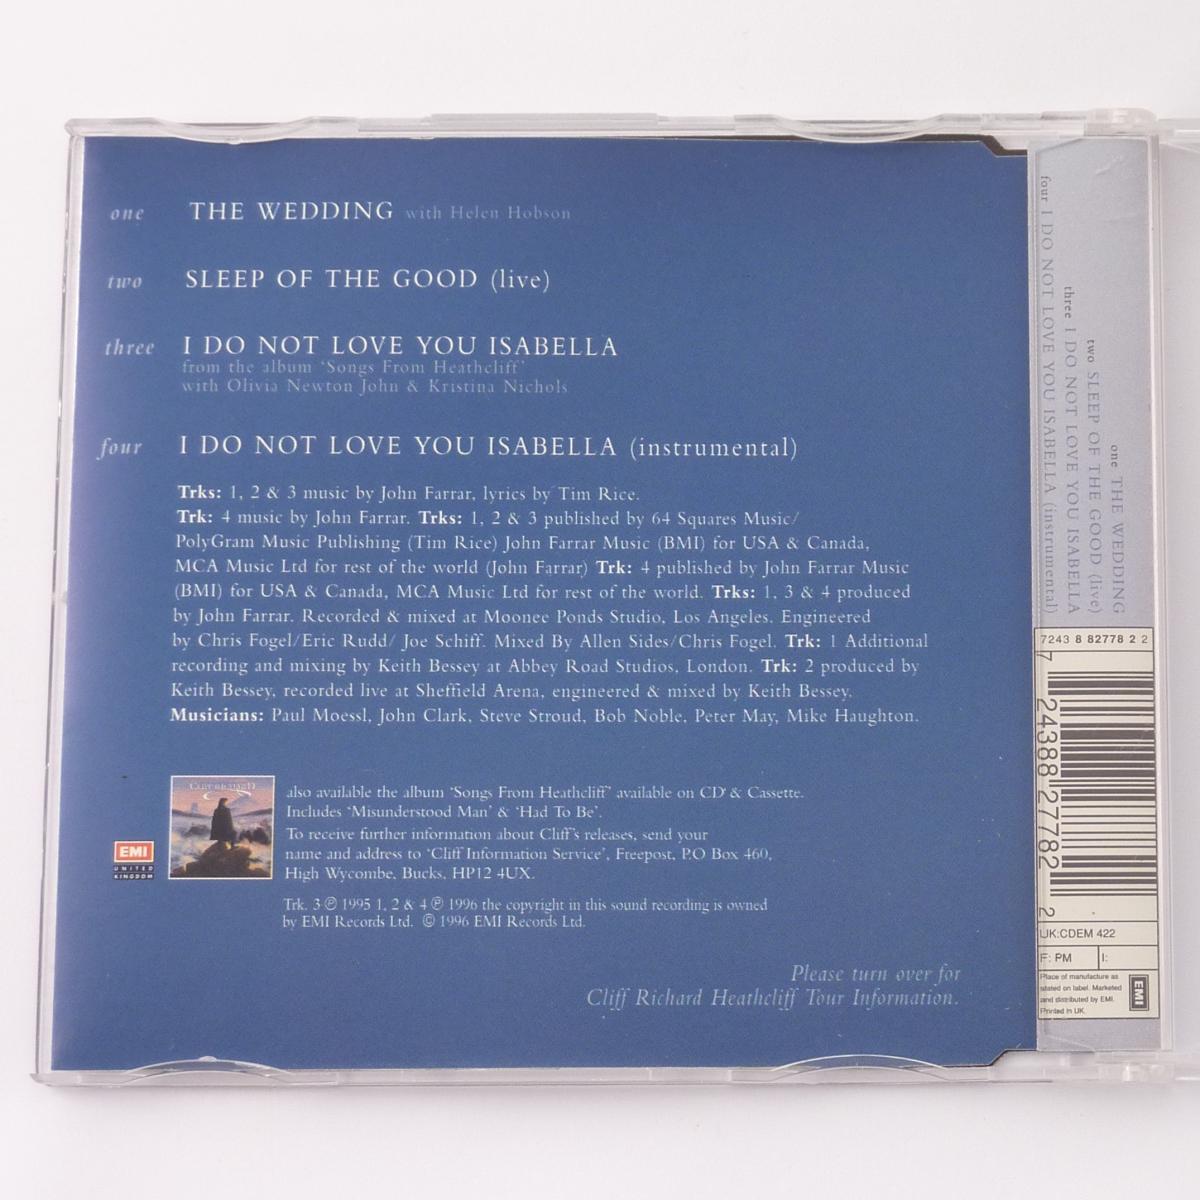 one THE WEDDING with Helen Hobson
two SLEEP OF THE GOOD (live)
three I DO NOT LOVE YOU ISABELLA
from the album 'Songs From Heathcliff'
with Olivia Newton John & Kristina Nichols
four I DO NOT LOVE YOU ISABELLA (instrumental)
Trks: 1, 2 & 3 music by John Farrar, lyrics by Tim Rice.
Trk: 4 music by John Farrar. Trks: 1, 2 & 3 published by 64 Squares Music/
PolyGram Music Publishing (Tim Rice) John Farrar Music (BMI) for USA & Canada,
MCA Music Ltd for rest of the world (John Farrar) Trk: 4 published by John Farrar Music
(BMI) for USA & Canada, MCA Music Ltd for rest of the world. Trks: 1, 3 & 4 produced
by John Farrar. Recorded & mixed at Moonee Ponds Studio, Los Angeles. Engineered
by Chris Fogel/Eric Rudd/ Joe Schiff. Mixed By Allen Sides/Chris Fogel. Trk: 1 Additional
recording and mixing by Keith Bessey at Abbey Road Studios, London. Trk: 2 produced by
Keith Bessey, recorded live at Sheffield Arena, engineered & mixed by Keith Bessey.
Musicians: Paul Moessl, John Clark, Steve Stroud, Bob Noble, Peter May, Mike Haughton.
CLIFF RICHARD
also available the album 'Songs From Heathcliff' available on CD & Cassette.
Includes 'Misunderstood Man' & 'Had To Be'.
To receive further information about Cliff's releases, send your
name and address to 'Cliff Information Service', Freepost, P.O Box 460,
High Wycombe, Bucks, HP12 4UX.
EMI
UNITED
KINGDOM
Trk. 3 ℗ 1995 1, 2 & 4 ℗ 1996 the copyright in this sound recording is owned
by EMI Records Ltd. © 1996 EMI Records Ltd.
Please turn over for
Cliff Richard Heathcliff Tour Information.
one THE WEDDING
two SLEEP OF THE GOOD (live)
three I DO NOT LOVE YOU ISABELLA
four I DO NOT LOVE YOU ISABELLA (instrumental)
7243 8 82778 2 2
7 24388 27782 2
UK:CDEM 422
F: PM I:
Place of manufacture as
stated on label. Marketed
and distributed by EMI.
Printed in UK.
EMI